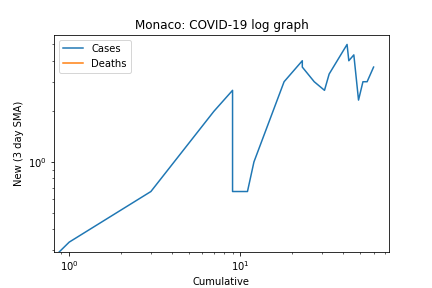 Monaco: COVID-19 log graph
Cases
Deaths
New (3 day SMA)
10⁰
10⁰
10¹
Cumulative